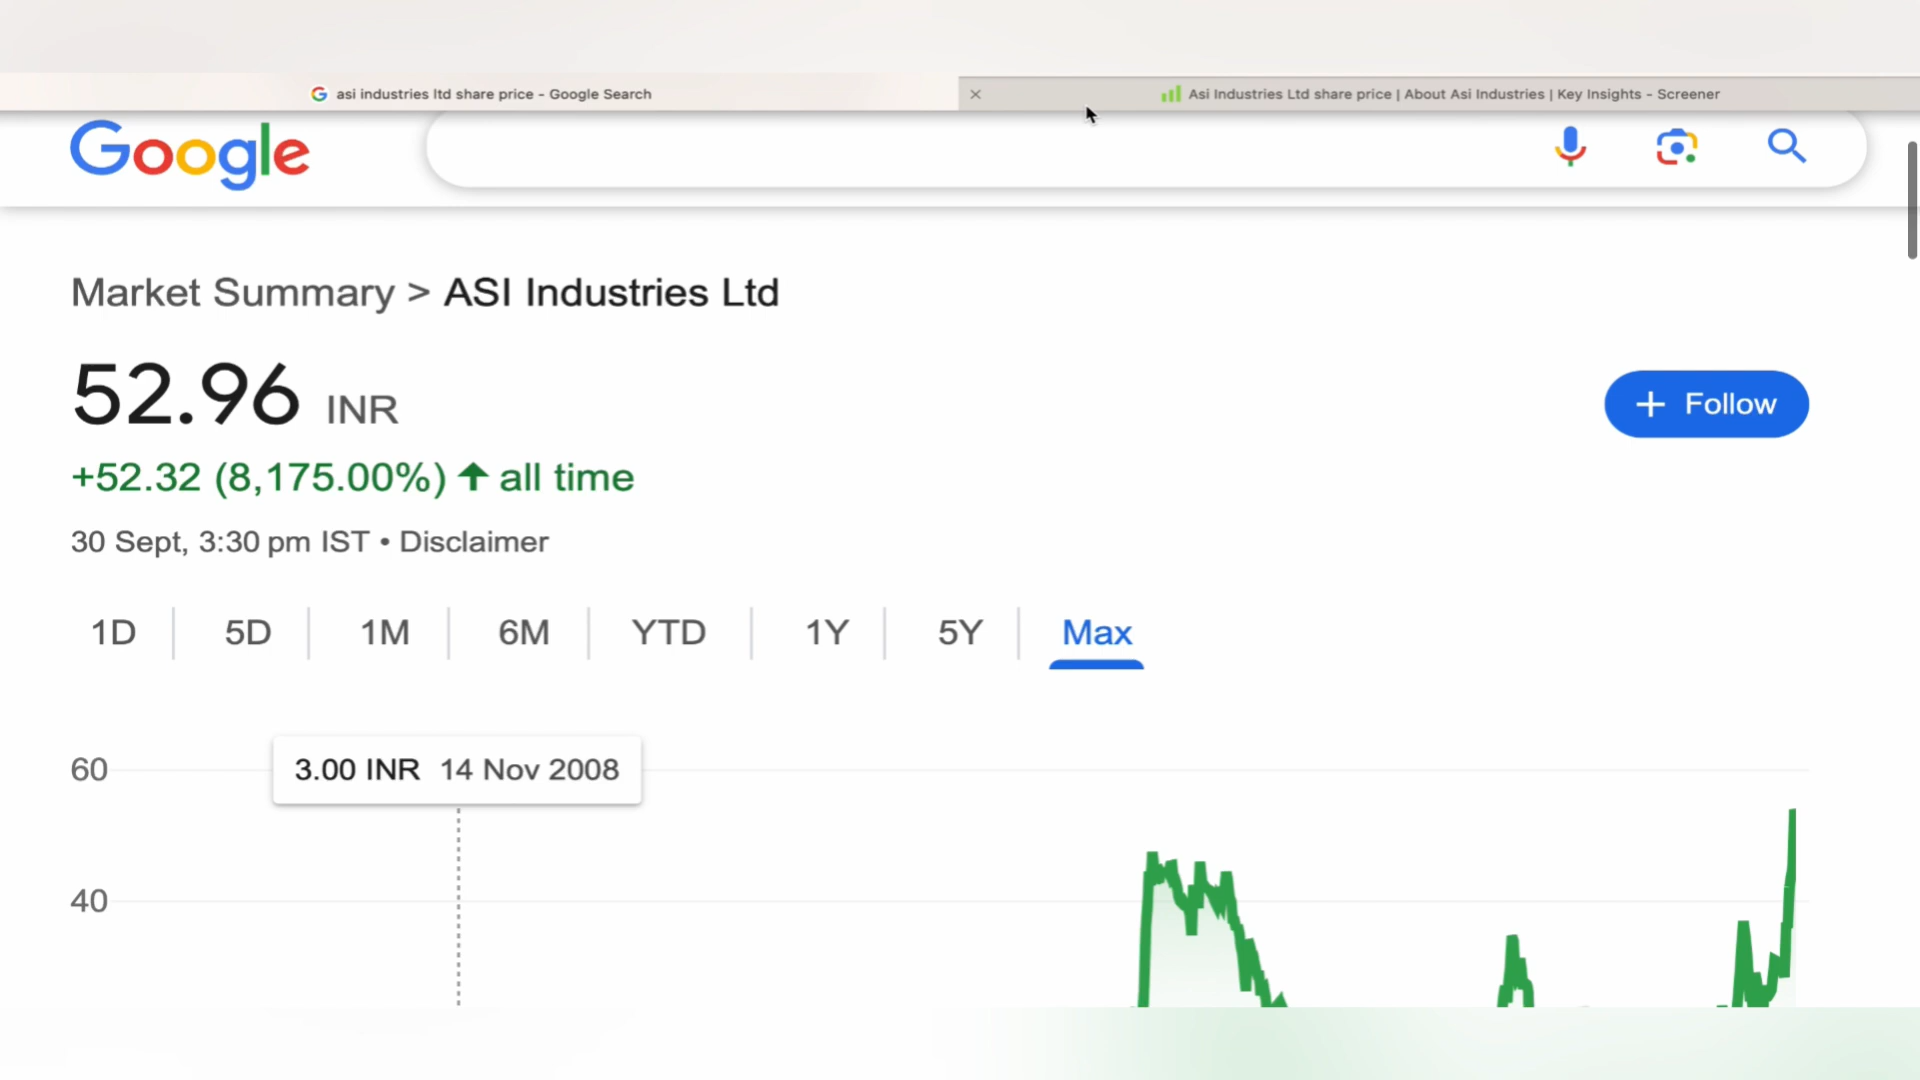 asi industries ltd share price - Google Search
Asi Industries Ltd share price | About Asi Industries | Key Insights - Screener
Google
Market Summary > ASI Industries Ltd
52.96 INR
+ Follow
+52.32 (8,175.00%) ↑ all time
30 Sept, 3:30 pm IST • Disclaimer
1D 5D 1M 6M YTD 1Y 5Y Max
60
3.00 INR 14 Nov 2008
40